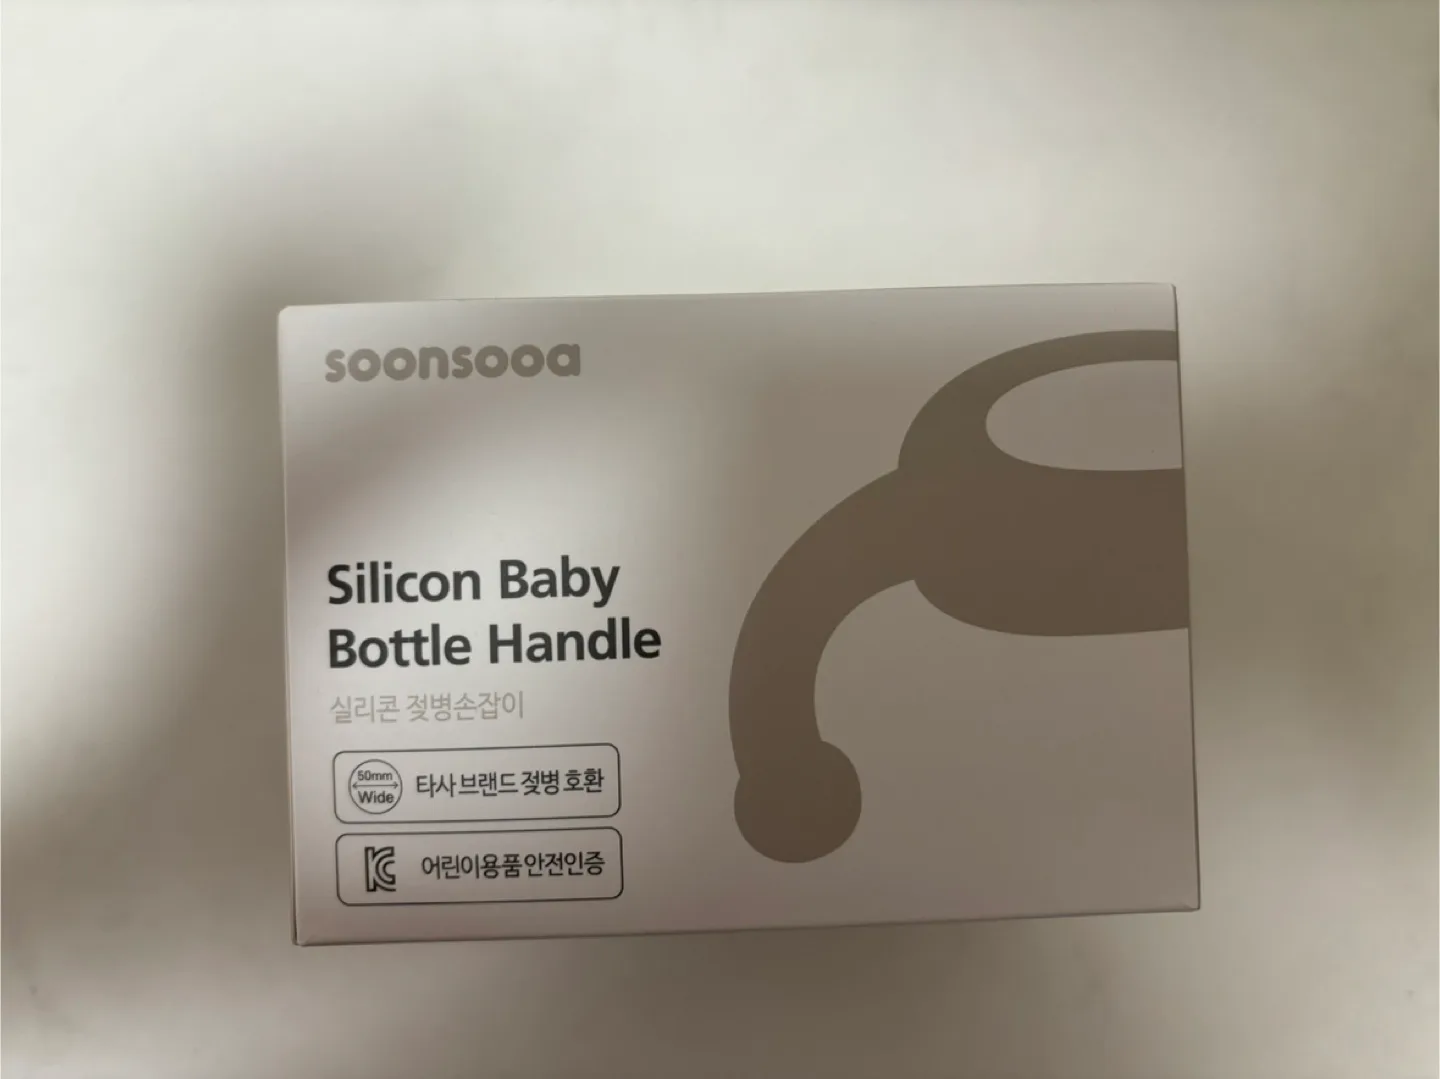 soonsooa
Silicon Baby
Bottle Handle
실리콘 젖병손잡이
50mm
Wide
타사 브랜드 젖병 호환
어린이용품 안전인증